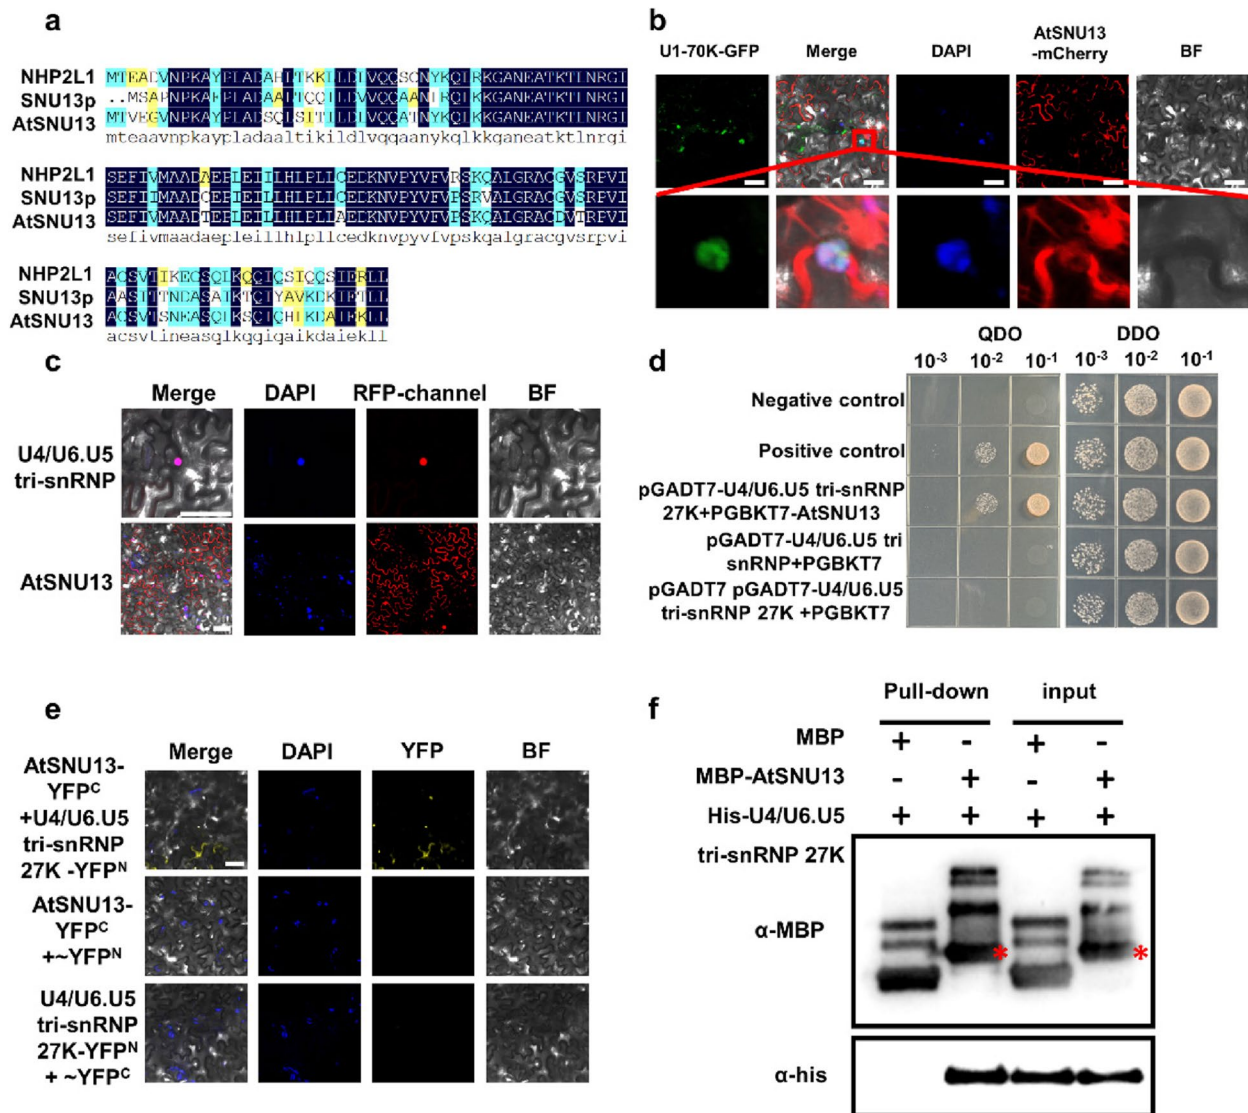 a
NHP2L1
SNU13p
AtSNU13
mteaavnpkaypladaaltikildlvqqaanykqlkkganeatktlnrgi
NHP2L1
SNU13p
AtSNU13
sefivmaadaepleillhlpllcedknvpyvfvpskqalgracgvsrpvi
NHP2L1
SNU13p
AtSNU13
acsvtineasqlkqqiqaikdaiekll
b
U1-70K-GFP
Merge
DAPI
AtSNU13
-mCherry
BF
c
Merge DAPI RFP-channel BF
U4/U6.U5
tri-snRNP
AtSNU13
d
QDO DDO
10-3 10-2 10-1 10-3 10-2 10-1
Negative control
Positive control
pGADT7-U4/U6.U5 tri-snRNP
27K+PGBKT7-AtSNU13
pGADT7-U4/U6.U5 tri
snRNP+PGBKT7
pGADT7 pGADT7-U4/U6.U5
tri-snRNP 27K +PGBKT7
e
Merge DAPI YFP BF
AtSNU13-
YFPC
+U4/U6.U5
tri-snRNP
27K -YFPN
AtSNU13-
YFPC
+~YFPN
U4/U6.U5
tri-snRNP
27K-YFPN
+ ~YFPC
f
Pull-down input
MBP + - + -
MBP-AtSNU13 - + - +
His-U4/U6.U5 + + + +
tri-snRNP 27K
α-MBP
*
*
α-his